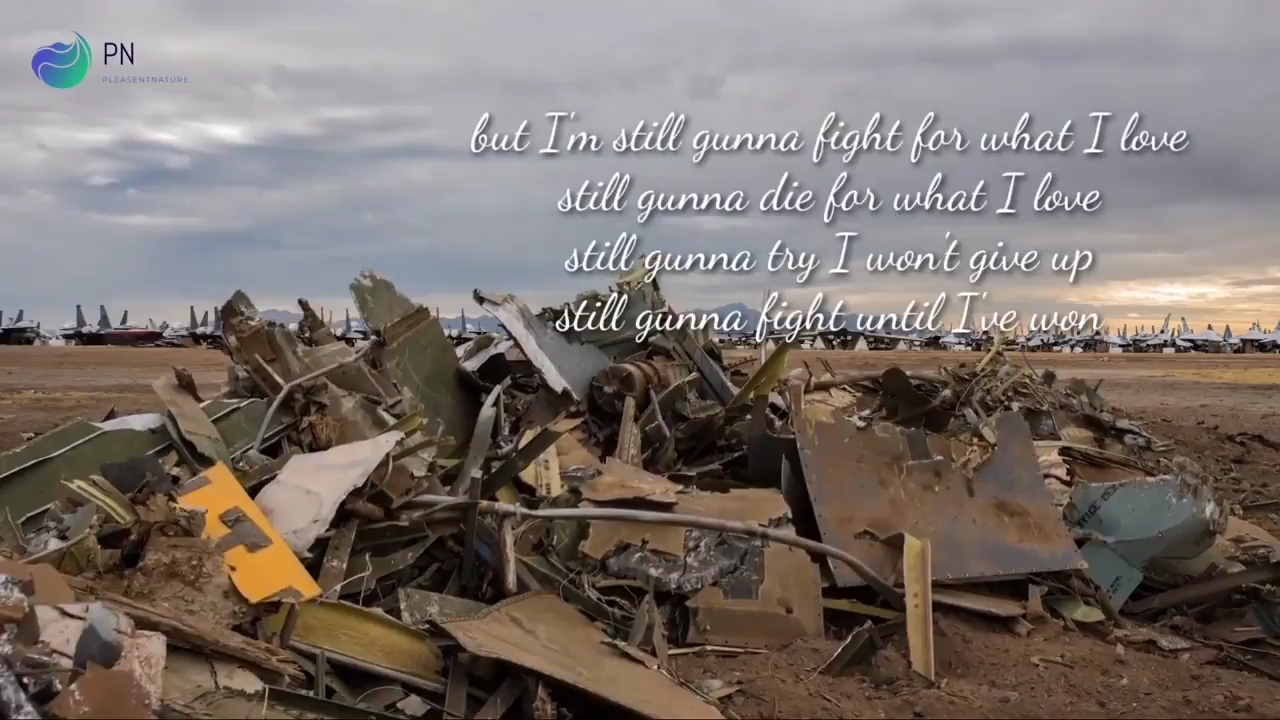 PN
PLEASENTNATURE
but I'm still gunna fight for what I love
still gunna die for what I love
still gunna try I won't give up
still gunna fight until I've won